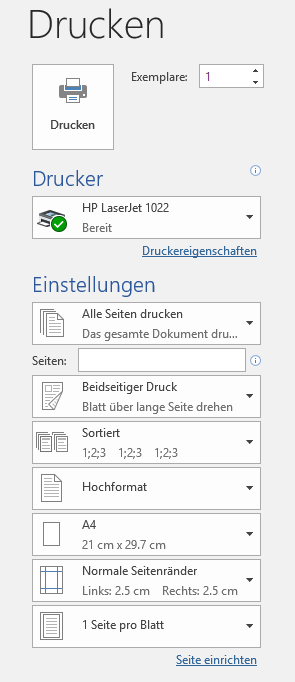 Drucken
Exemplare: 1
Drucken
Drucker
HP LaserJet 1022
Bereit
Druckereigenschaften
Einstellungen
Alle Seiten drucken
Das gesamte Dokument dru...
Seiten:
Beidseitiger Druck
Blatt über lange Seite drehen
Sortiert
1;2;3 1;2;3 1;2;3
Hochformat
A4
21 cm x 29.7 cm
Normale Seitenränder
Links: 2.5 cm Rechts: 2.5 cm
1 Seite pro Blatt
Seite einrichten